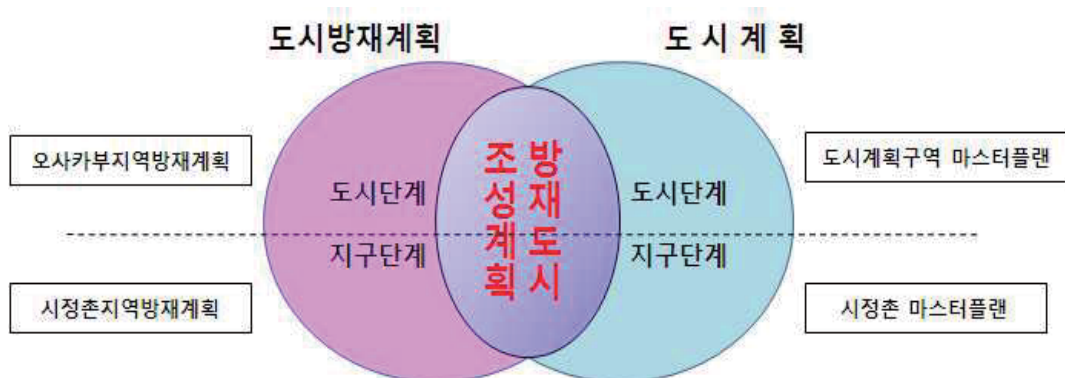 도시방재계획
도 시 계 획
오사카부지역방재계획
도시계획구역 마스터플랜
도시단계
방재도시
조성계획
도시단계
지구단계
지구단계
시정촌지역방재계획
시정촌 마스터플랜